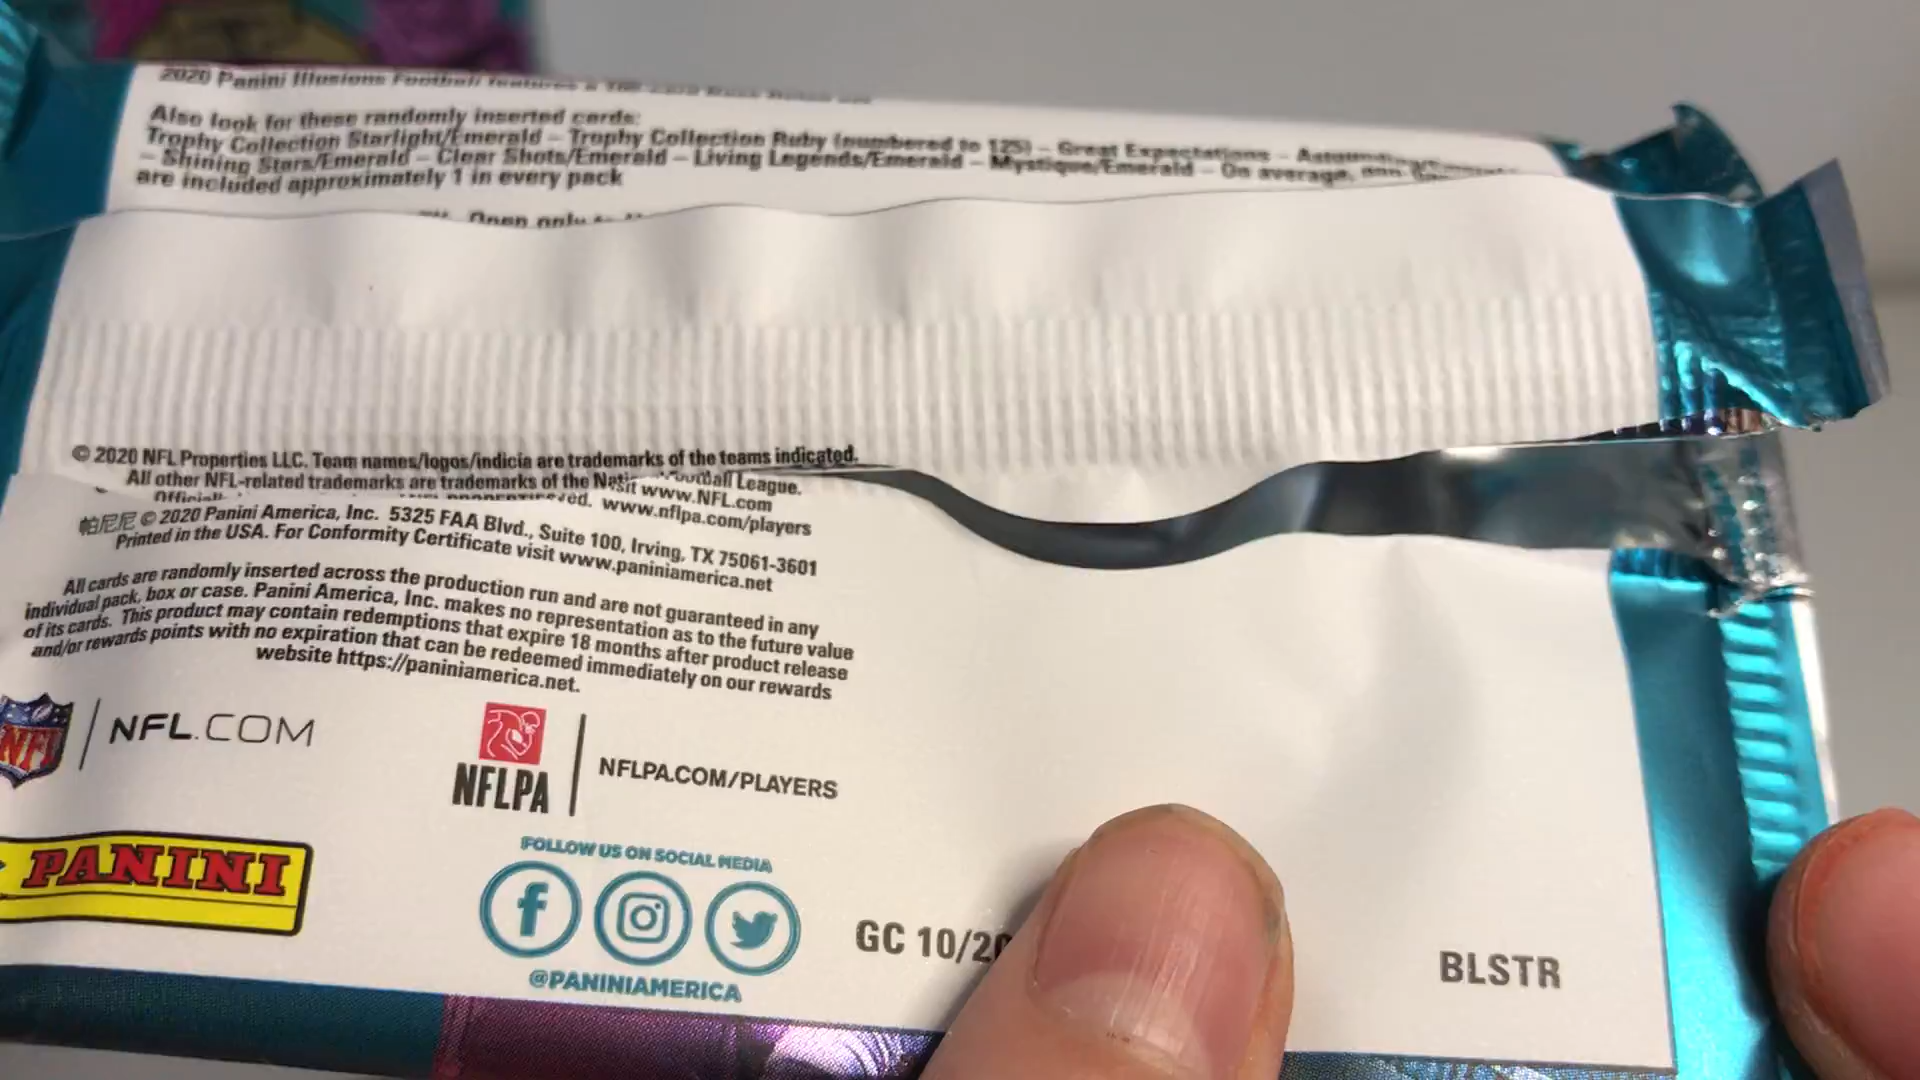 2020 Panini Illusions Football features a
Also look for these randomly inserted cards:
Trophy Collection Starlight/Emerald – Trophy Collection Ruby (numbered to 125) – Great Expectations –
– Shining Stars/Emerald – Clear Shots/Emerald – Living Legends/Emerald – Mystique/Emerald – On average,
are included approximately 1 in every pack
Open only to
© 2020 NFL Properties LLC. Team names/logos/indicia are trademarks of the teams indicated.
All other NFL-related trademarks are trademarks of the Football League.
www.NFL.com
www.nflpa.com/players
帕尼尼 © 2020 Panini America, Inc. 5325 FAA Blvd., Suite 100, Irving, TX 75061-3601
Printed in the USA. For Conformity Certificate visit www.paniniamerica.net
All cards are randomly inserted across the production run and are not guaranteed in any
individual pack, box or case. Panini America, Inc. makes no representation as to the future value
of its cards. This product may contain redemptions that expire 18 months after product release
and/or rewards points with no expiration that can be redeemed immediately on our rewards
website https://paniniamerica.net.
NFL | NFL.COM
NFLPA | NFLPA.COM/PLAYERS
PANINI
FOLLOW US ON SOCIAL MEDIA
@PANINIAMERICA
GC 10/20
BLSTR